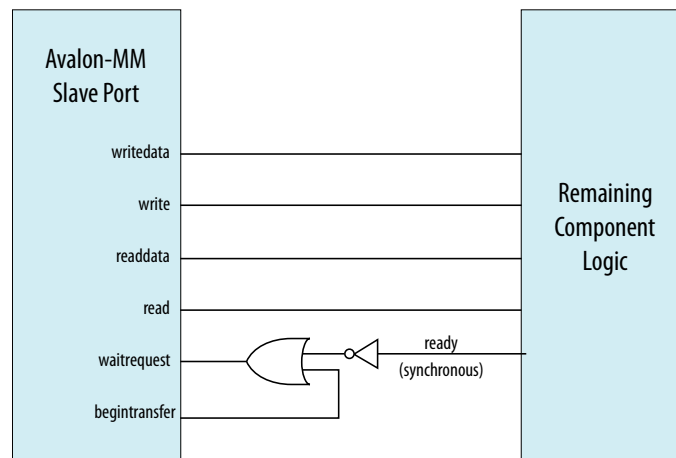 Avalon-MM
Slave Port
writedata
write
readdata
read
waitrequest
begintransfer
ready
(synchronous)
Remaining
Component
Logic